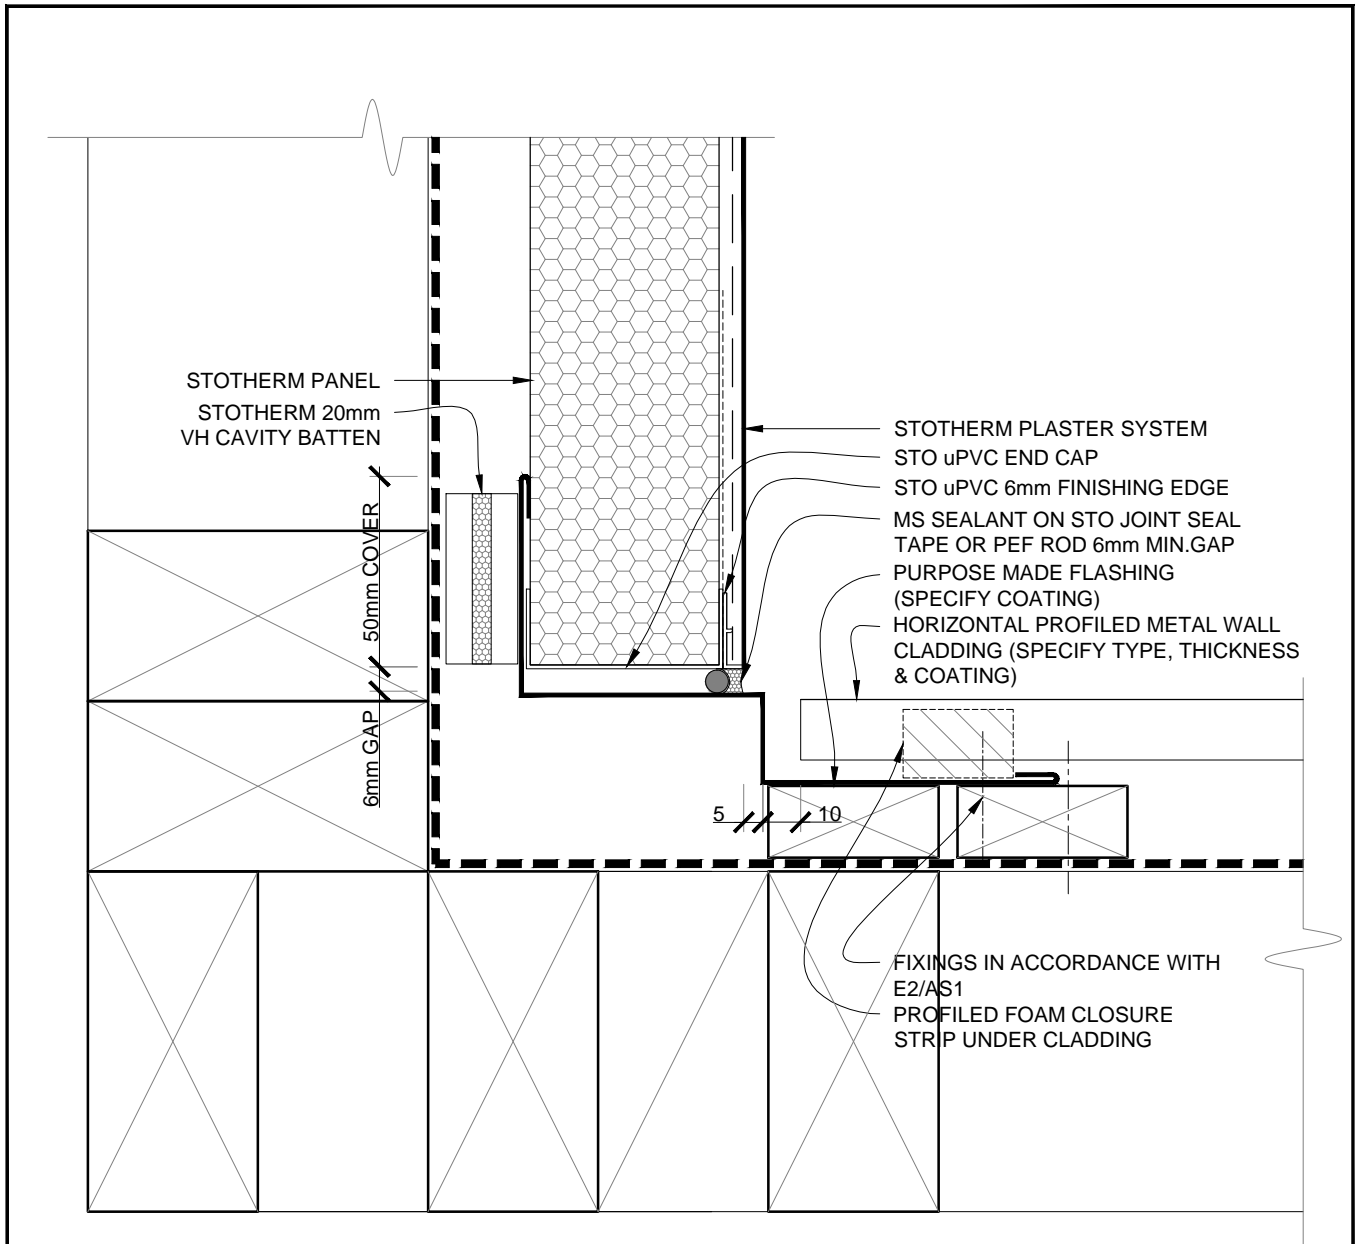 STOTHERM PANEL
STOTHERM 20mm
VH CAVITY BATTEN
50mm COVER
6mm GAP
STOTHERM PLASTER SYSTEM
STO uPVC END CAP
STO uPVC 6mm FINISHING EDGE
MS SEALANT ON STO JOINT SEAL
TAPE OR PEF ROD 6mm MIN.GAP
PURPOSE MADE FLASHING
(SPECIFY COATING)
HORIZONTAL PROFILED METAL WALL
CLADDING (SPECIFY TYPE, THICKNESS
& COATING)
5
10
FIXINGS IN ACCORDANCE WITH
E2/AS1
PROFILED FOAM CLOSURE
STRIP UNDER CLADDING